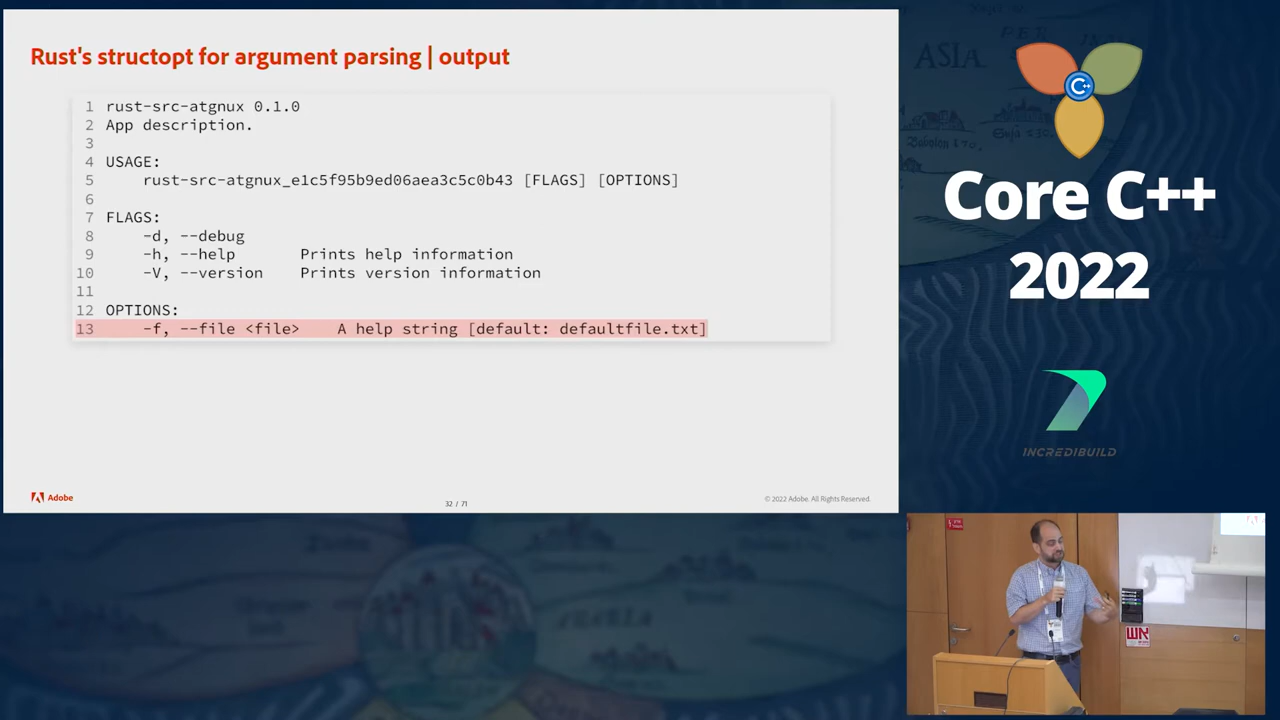 Rust's structopt for argument parsing | output
1 rust-src-atgnux 0.1.0
2 App description.
3
4 USAGE:
5 rust-src-atgnux_e1c5f95b9ed06aea3c5c0b43 [FLAGS] [OPTIONS]
6
7 FLAGS:
8 -d, --debug
9 -h, --help Prints help information
10 -V, --version Prints version information
11
12 OPTIONS:
13 -f, --file <file> A help string [default: defaultfile.txt]
Adobe
32 / 71
© 2022 Adobe. All Rights Reserved.
ASIA
C++
Core C++
2022
INCREDIBUILD
אש